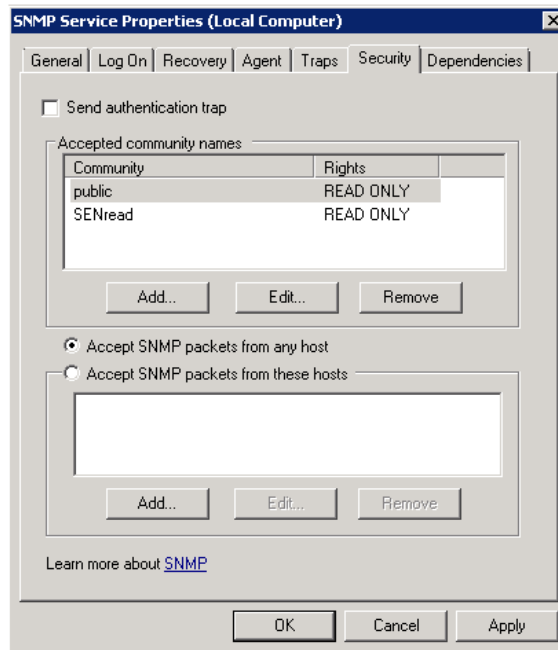 SNMP Service Properties (Local Computer)
General Log On Recovery Agent Traps Security Dependencies
Send authentication trap
Accepted community names
Community Rights
public READ ONLY
SENread READ ONLY
Add... Edit... Remove
Accept SNMP packets from any host
Accept SNMP packets from these hosts
Add... Edit... Remove
Learn more about SNMP
OK Cancel Apply